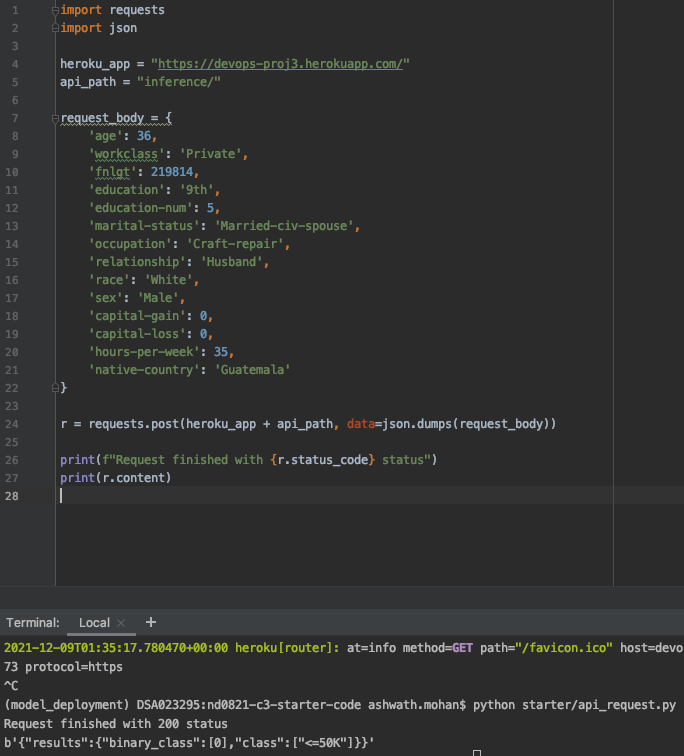 1 import requests
2 import json
3
4 heroku_app = "https://devops-proj3.herokuapp.com/"
5 api_path = "inference/"
6
7 request_body = {
8 'age': 36,
9 'workclass': 'Private',
10 'fnlgt': 219814,
11 'education': '9th',
12 'education-num': 5,
13 'marital-status': 'Married-civ-spouse',
14 'occupation': 'Craft-repair',
15 'relationship': 'Husband',
16 'race': 'White',
17 'sex': 'Male',
18 'capital-gain': 0,
19 'capital-loss': 0,
20 'hours-per-week': 35,
21 'native-country': 'Guatemala'
22 }
23
24 r = requests.post(heroku_app + api_path, data=json.dumps(request_body))
25
26 print(f"Request finished with {r.status_code} status")
27 print(r.content)
28
Terminal: Local × +
2021-12-09T01:35:17.780470+00:00 heroku[router]: at=info method=GET path="/favicon.ico" host=devo
73 protocol=https
^C
(model_deployment) DSA023295:nd0821-c3-starter-code ashwath.mohan$ python starter/api_request.py
Request finished with 200 status
b'{"results":{"binary_class":[0],"class":["<=50K"]}}'